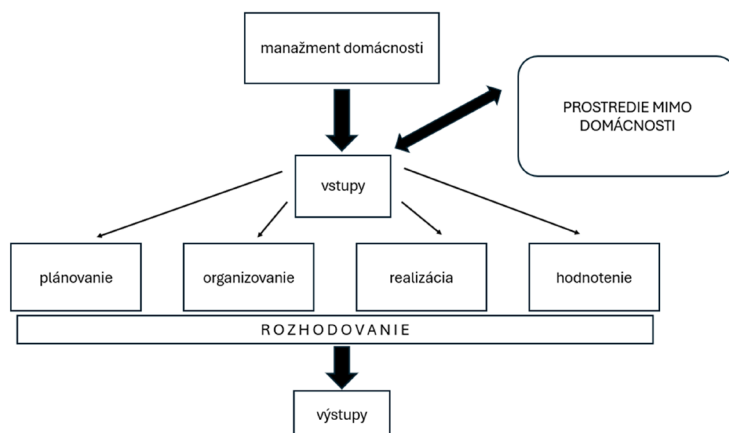 manažment domácnosti
PROSTREDIE MIMO
DOMÁCNOSTI
vstupy
plánovanie
organizovanie
realizácia
hodnotenie
ROZHODOVANIE
výstupy